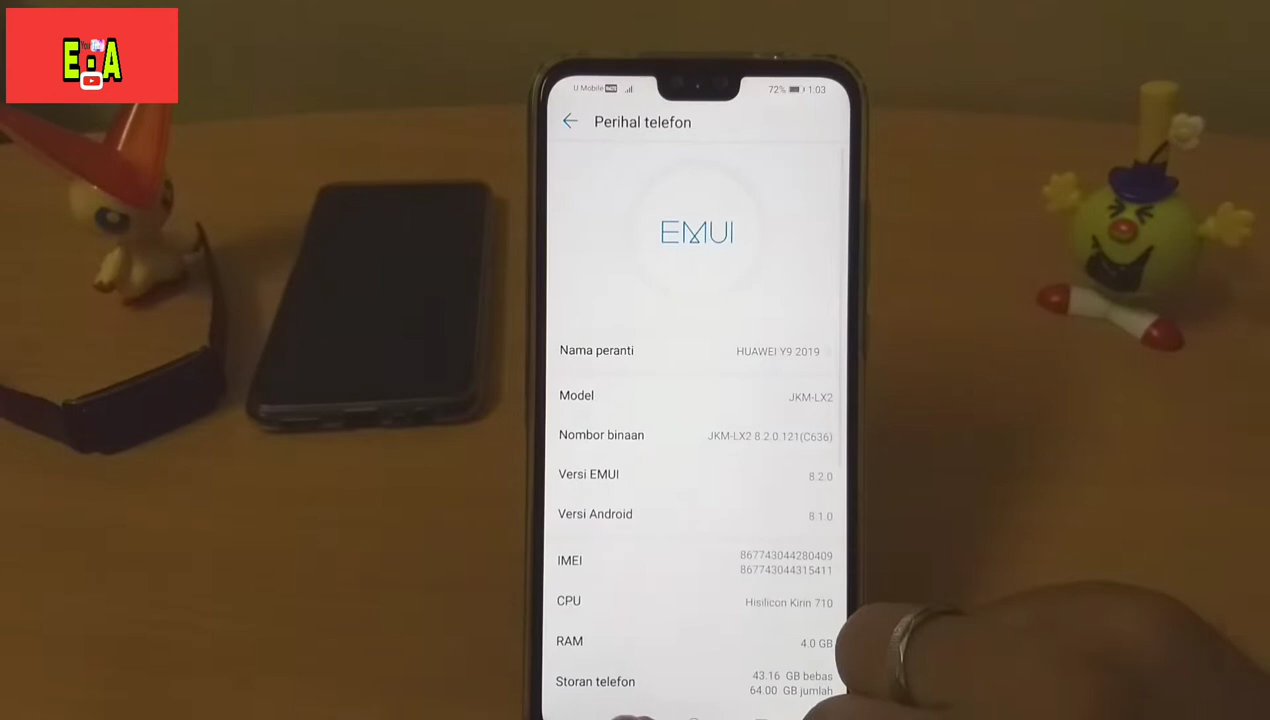 EOA
U Mobile
72% 1.03
Perihal telefon
EMUI
Nama peranti HUAWEI Y9 2019
Model JKM-LX2
Nombor binaan JKM-LX2 8.2.0.121(C636)
Versi EMUI 8.2.0
Versi Android 8.1.0
IMEI 867743044280409
867743044315411
CPU Hisilicon Kirin 710
RAM 4.0 GB
Storan telefon 43.16 GB bebas
64.00 GB jumlah